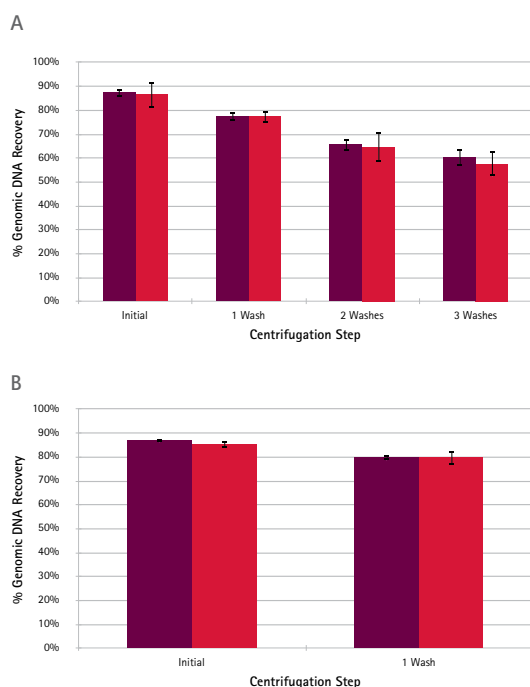 A
100%
90%
80%
70%
60%
50%
40%
30%
20%
10%
0%
% Genomic DNA Recovery
Initial 1 Wash 2 Washes 3 Washes
Centrifugation Step
B
100%
90%
80%
70%
60%
50%
40%
30%
20%
10%
0%
% Genomic DNA Recovery
Initial 1 Wash
Centrifugation Step